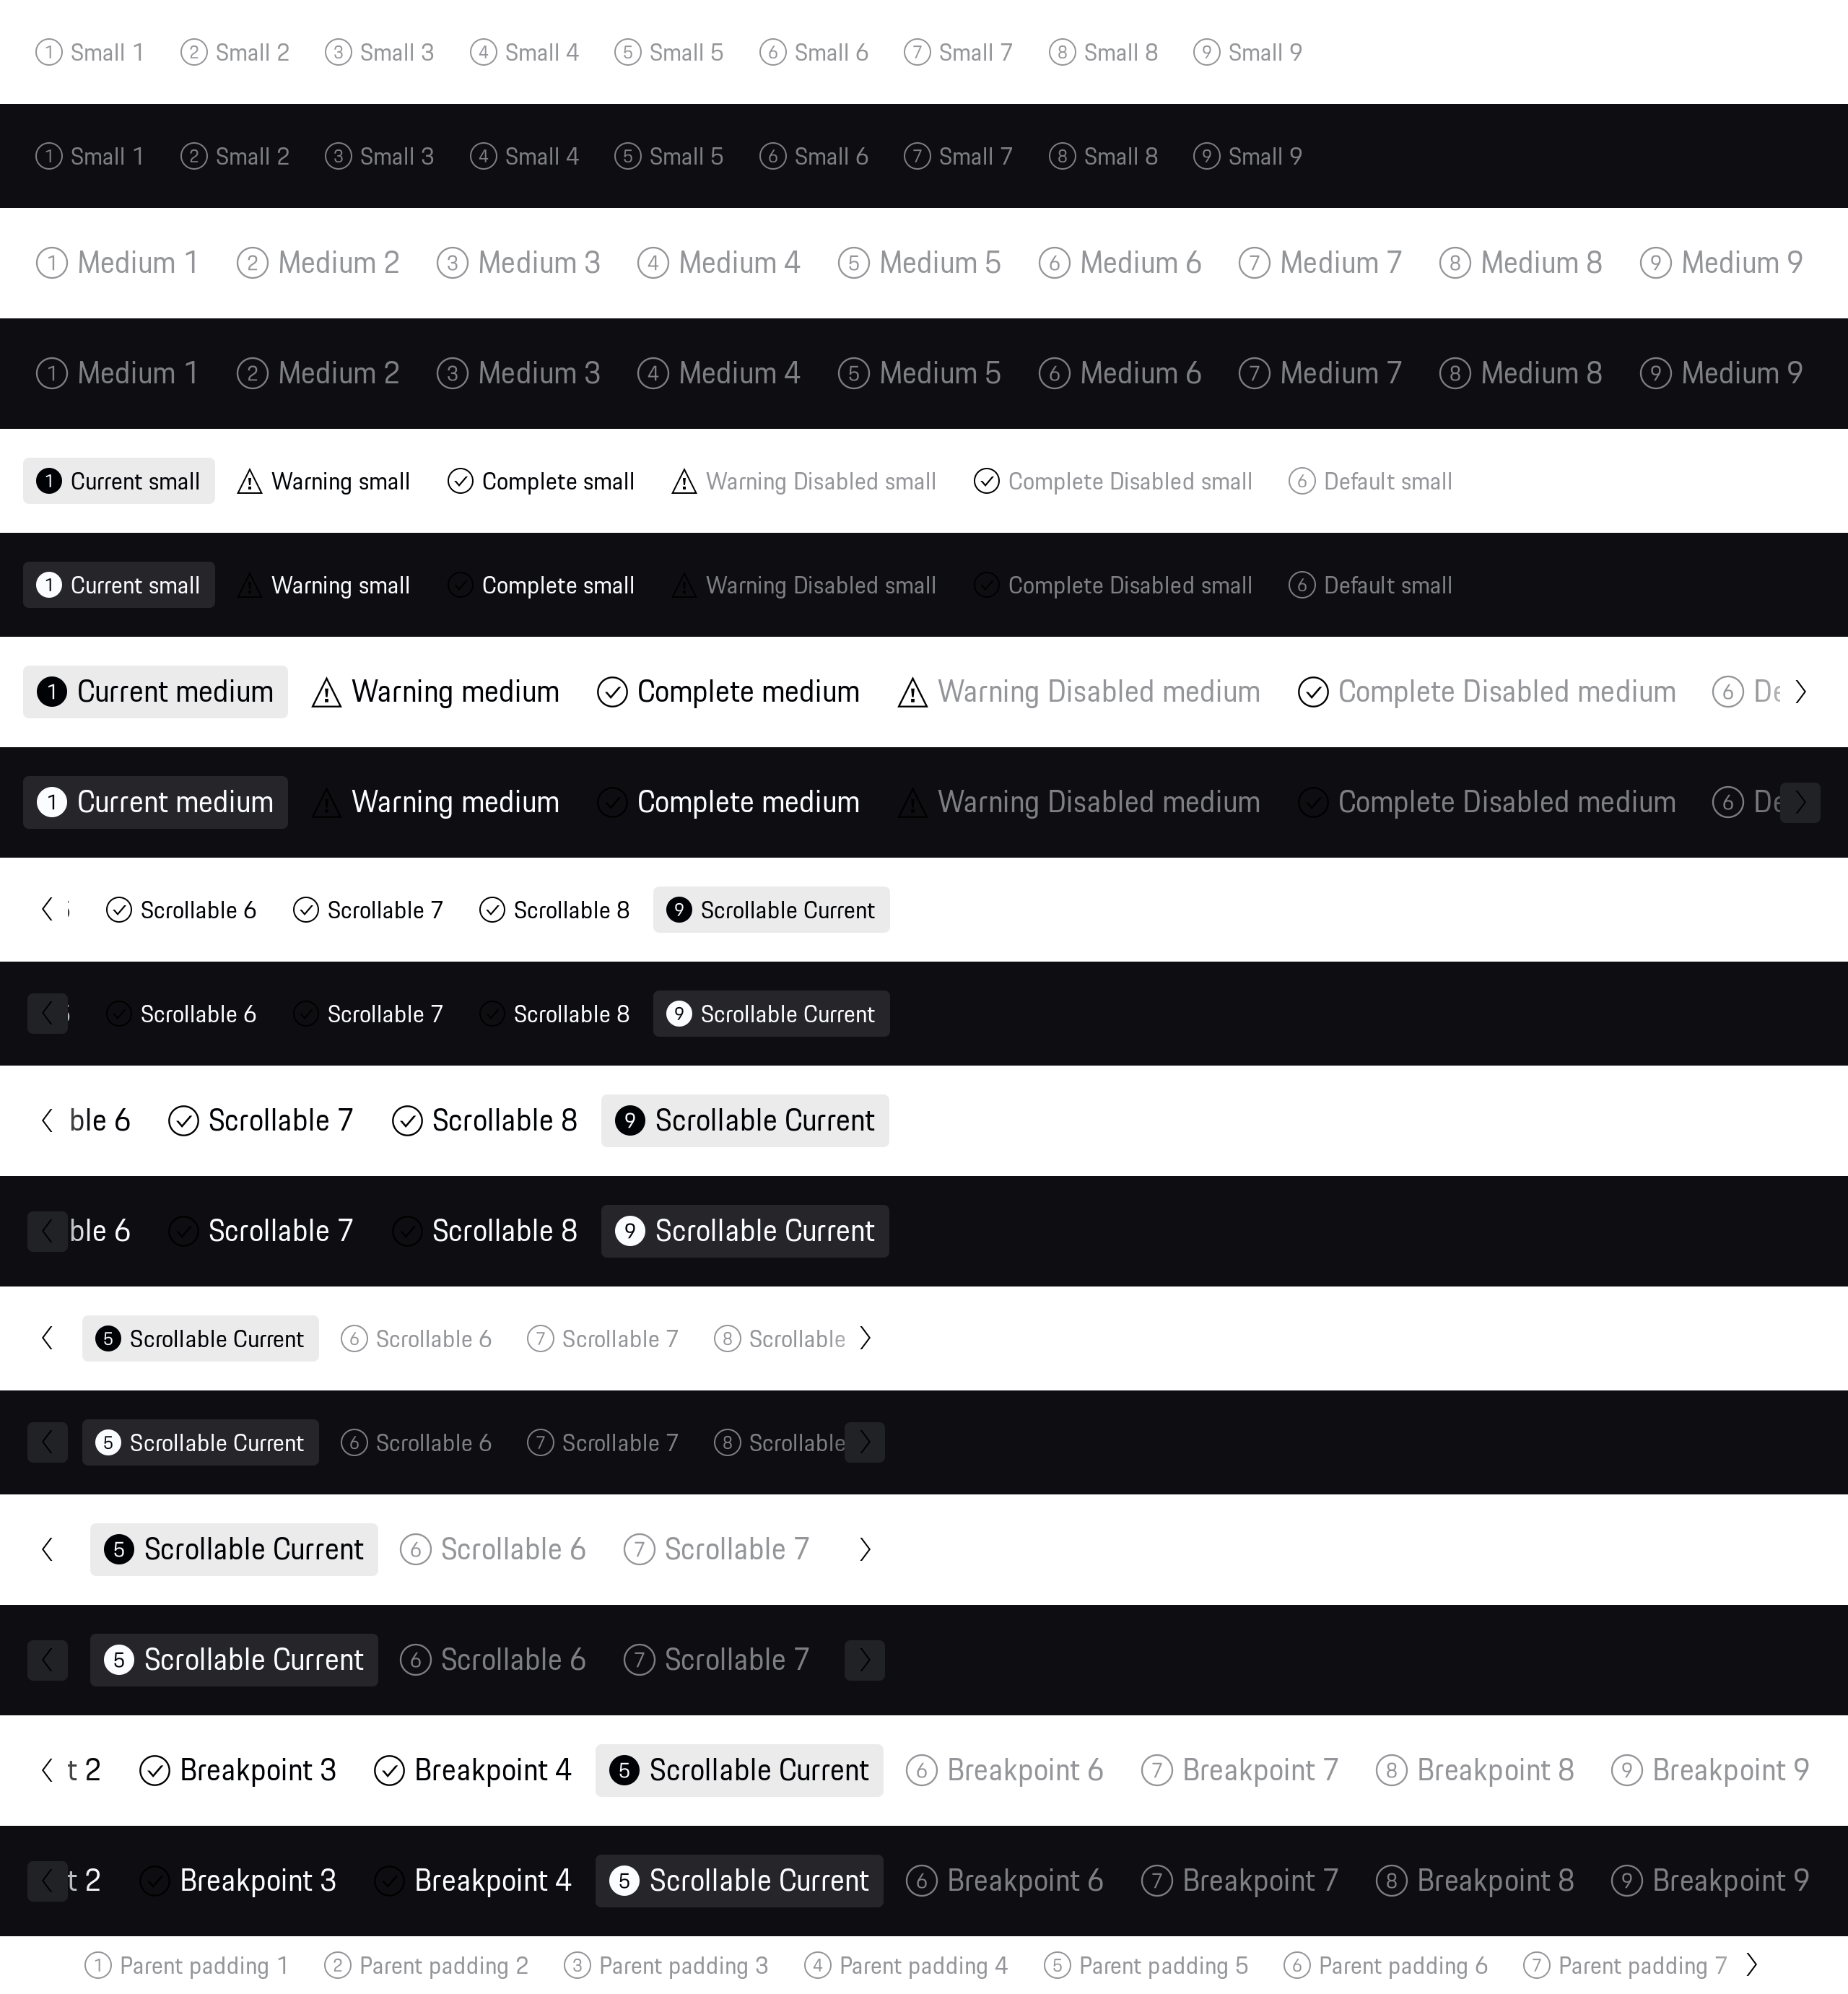 1 Small 1 2 Small 2 3 Small 3 4 Small 4 5 Small 5 6 Small 6 7 Small 7 8 Small 8 9 Small 9
1 Small 1 2 Small 2 3 Small 3 4 Small 4 5 Small 5 6 Small 6 7 Small 7 8 Small 8 9 Small 9
1 Medium 1 2 Medium 2 3 Medium 3 4 Medium 4 5 Medium 5 6 Medium 6 7 Medium 7 8 Medium 8 9 Medium 9
1 Medium 1 2 Medium 2 3 Medium 3 4 Medium 4 5 Medium 5 6 Medium 6 7 Medium 7 8 Medium 8 9 Medium 9
1 Current small Warning small Complete small Warning Disabled small Complete Disabled small 6 Default small
1 Current small Warning small Complete small Warning Disabled small Complete Disabled small 6 Default small
1 Current medium Warning medium Complete medium Warning Disabled medium Complete Disabled medium 6 De
1 Current medium Warning medium Complete medium Warning Disabled medium Complete Disabled medium 6 De
Scrollable 6 Scrollable 7 Scrollable 8 9 Scrollable Current
Scrollable 6 Scrollable 7 Scrollable 8 9 Scrollable Current
ble 6 Scrollable 7 Scrollable 8 9 Scrollable Current
ble 6 Scrollable 7 Scrollable 8 9 Scrollable Current
5 Scrollable Current 6 Scrollable 6 7 Scrollable 7 8 Scrollable
5 Scrollable Current 6 Scrollable 6 7 Scrollable 7 8 Scrollable
5 Scrollable Current 6 Scrollable 6 7 Scrollable 7
5 Scrollable Current 6 Scrollable 6 7 Scrollable 7
t 2 Breakpoint 3 Breakpoint 4 5 Scrollable Current 6 Breakpoint 6 7 Breakpoint 7 8 Breakpoint 8 9 Breakpoint 9
t 2 Breakpoint 3 Breakpoint 4 5 Scrollable Current 6 Breakpoint 6 7 Breakpoint 7 8 Breakpoint 8 9 Breakpoint 9
1 Parent padding 1 2 Parent padding 2 3 Parent padding 3 4 Parent padding 4 5 Parent padding 5 6 Parent padding 6 7 Parent padding 7